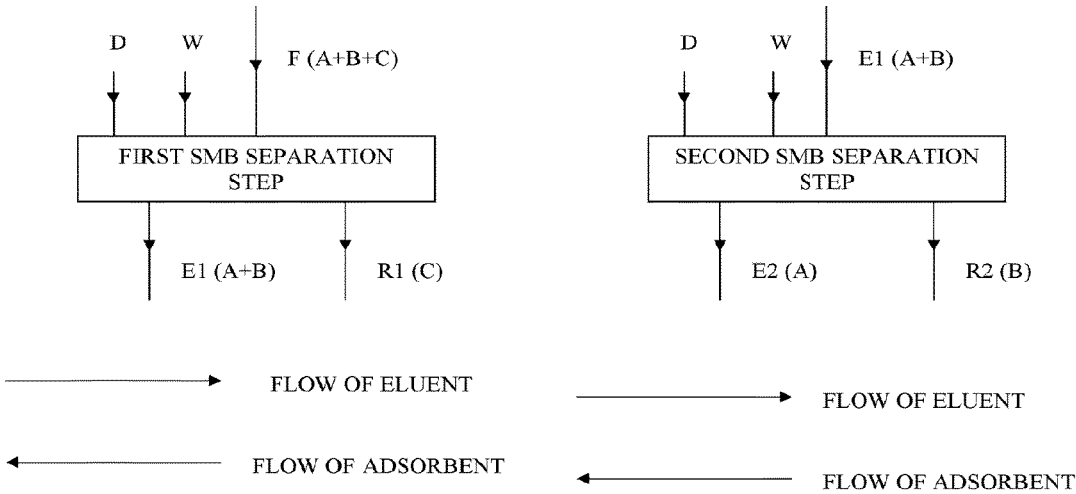 D
W
F (A+B+C)
FIRST SMB SEPARATION
STEP
E1 (A+B)
R1 (C)
FLOW OF ELUENT
FLOW OF ADSORBENT
D
W
E1 (A+B)
SECOND SMB SEPARATION
STEP
E2 (A)
R2 (B)
FLOW OF ELUENT
FLOW OF ADSORBENT